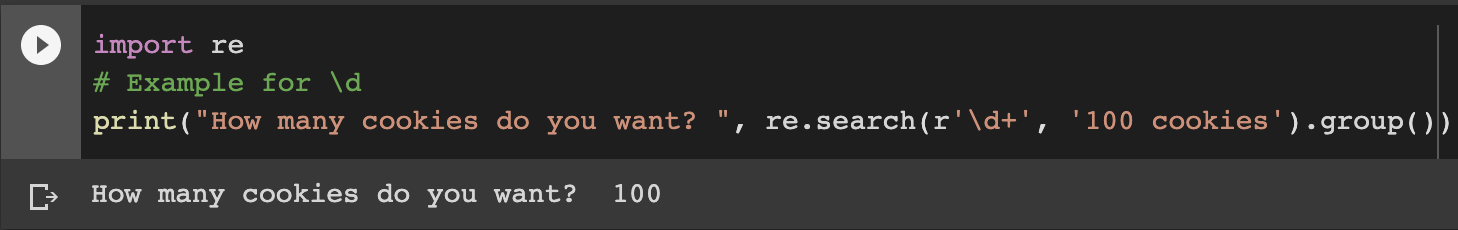 import re
# Example for \d
print("How many cookies do you want? ", re.search(r'\d+', '100 cookies').group())
How many cookies do you want?  100